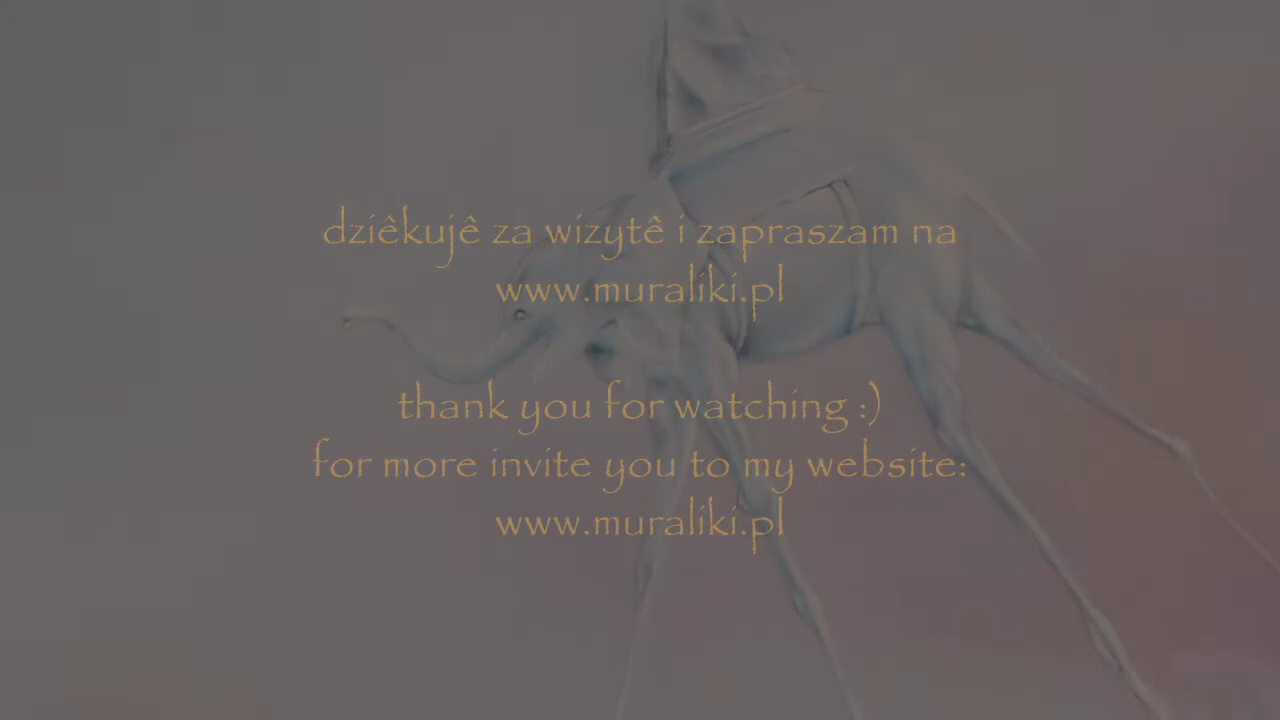 dziêkujê za wizytê i zapraszam na
www.muraliki.pl
thank you for watching :)
for more invite you to my website:
www.muraliki.pl